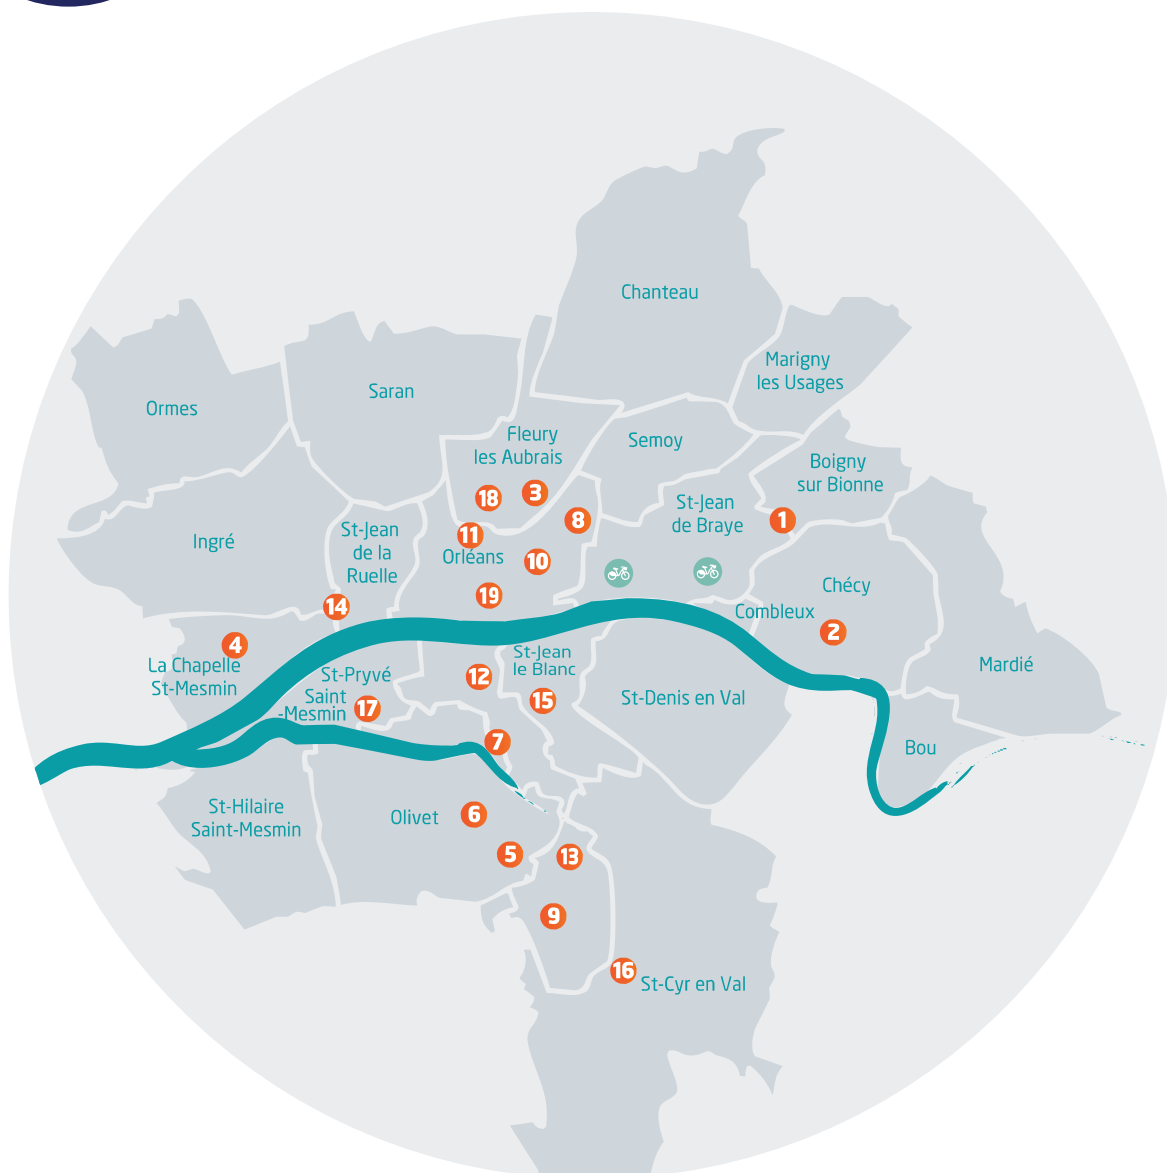 Chanteau
Marigny
les Usages
Saran
Ormes
Fleury
les Aubrais
Semoy
Boigny
sur Bionne
18
3
8
St-Jean
de Braye
1
Ingré
St-Jean
de la
Ruelle
11
Orléans
10
19
14
Chécy
Combleux
2
4
La Chapelle
St-Mesmin
St-Pryvé
Saint
-Mesmin
17
12
St-Jean
le Blanc
15
St-Denis en Val
Mardié
Bou
7
St-Hilaire
Saint-Mesmin
Olivet
6
5
13
9
16
St-Cyr en Val